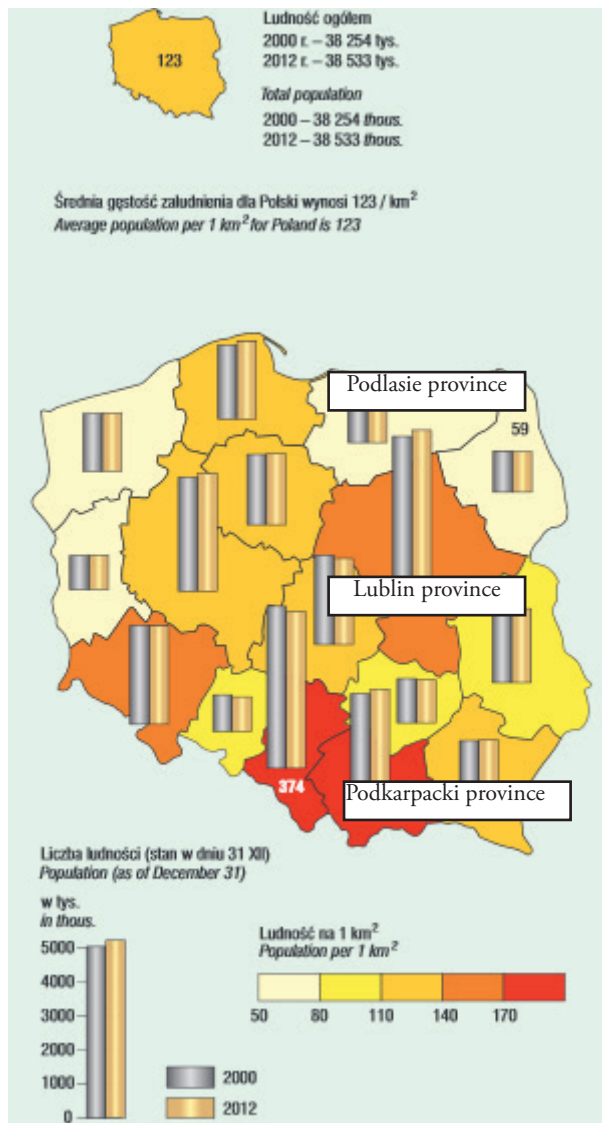 123
Ludność ogółem
2000 r. – 38 254 tys.
2012 r. – 38 533 tys.
Total population
2000 – 38 254 thous.
2012 – 38 533 thous.
Średnia gęstość zaludnienia dla Polski wynosi 123 / km²
Average population per 1 km² for Poland is 123
Podlasie province
59
Lublin province
374
Podkarpacki province
Liczba ludności (stan w dniu 31 XII)
Population (as of December 31)
w tys.
in thous.
5000
4000
3000
2000
1000
0
2000
2012
Ludność na 1 km²
Population per 1 km²
50 80 110 140 170